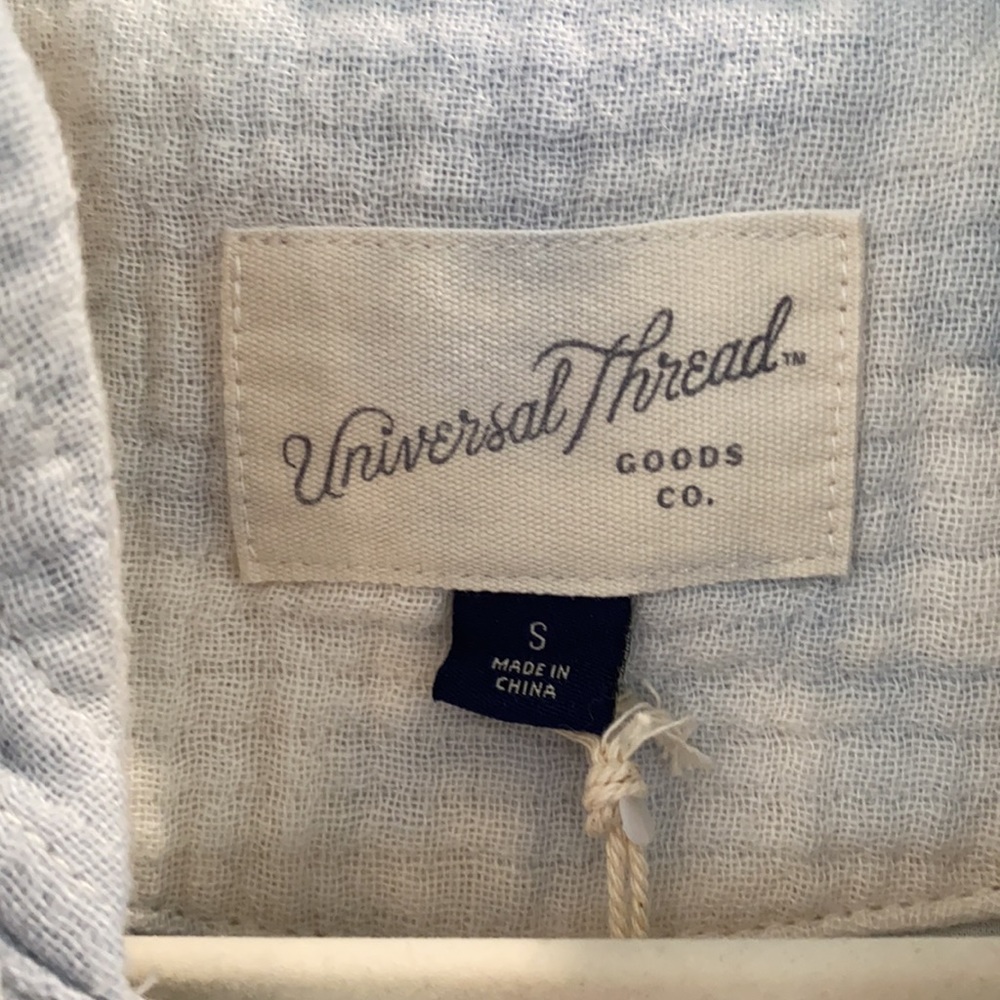 Universal Thread™
GOODS
CO.
S
MADE IN
CHINA